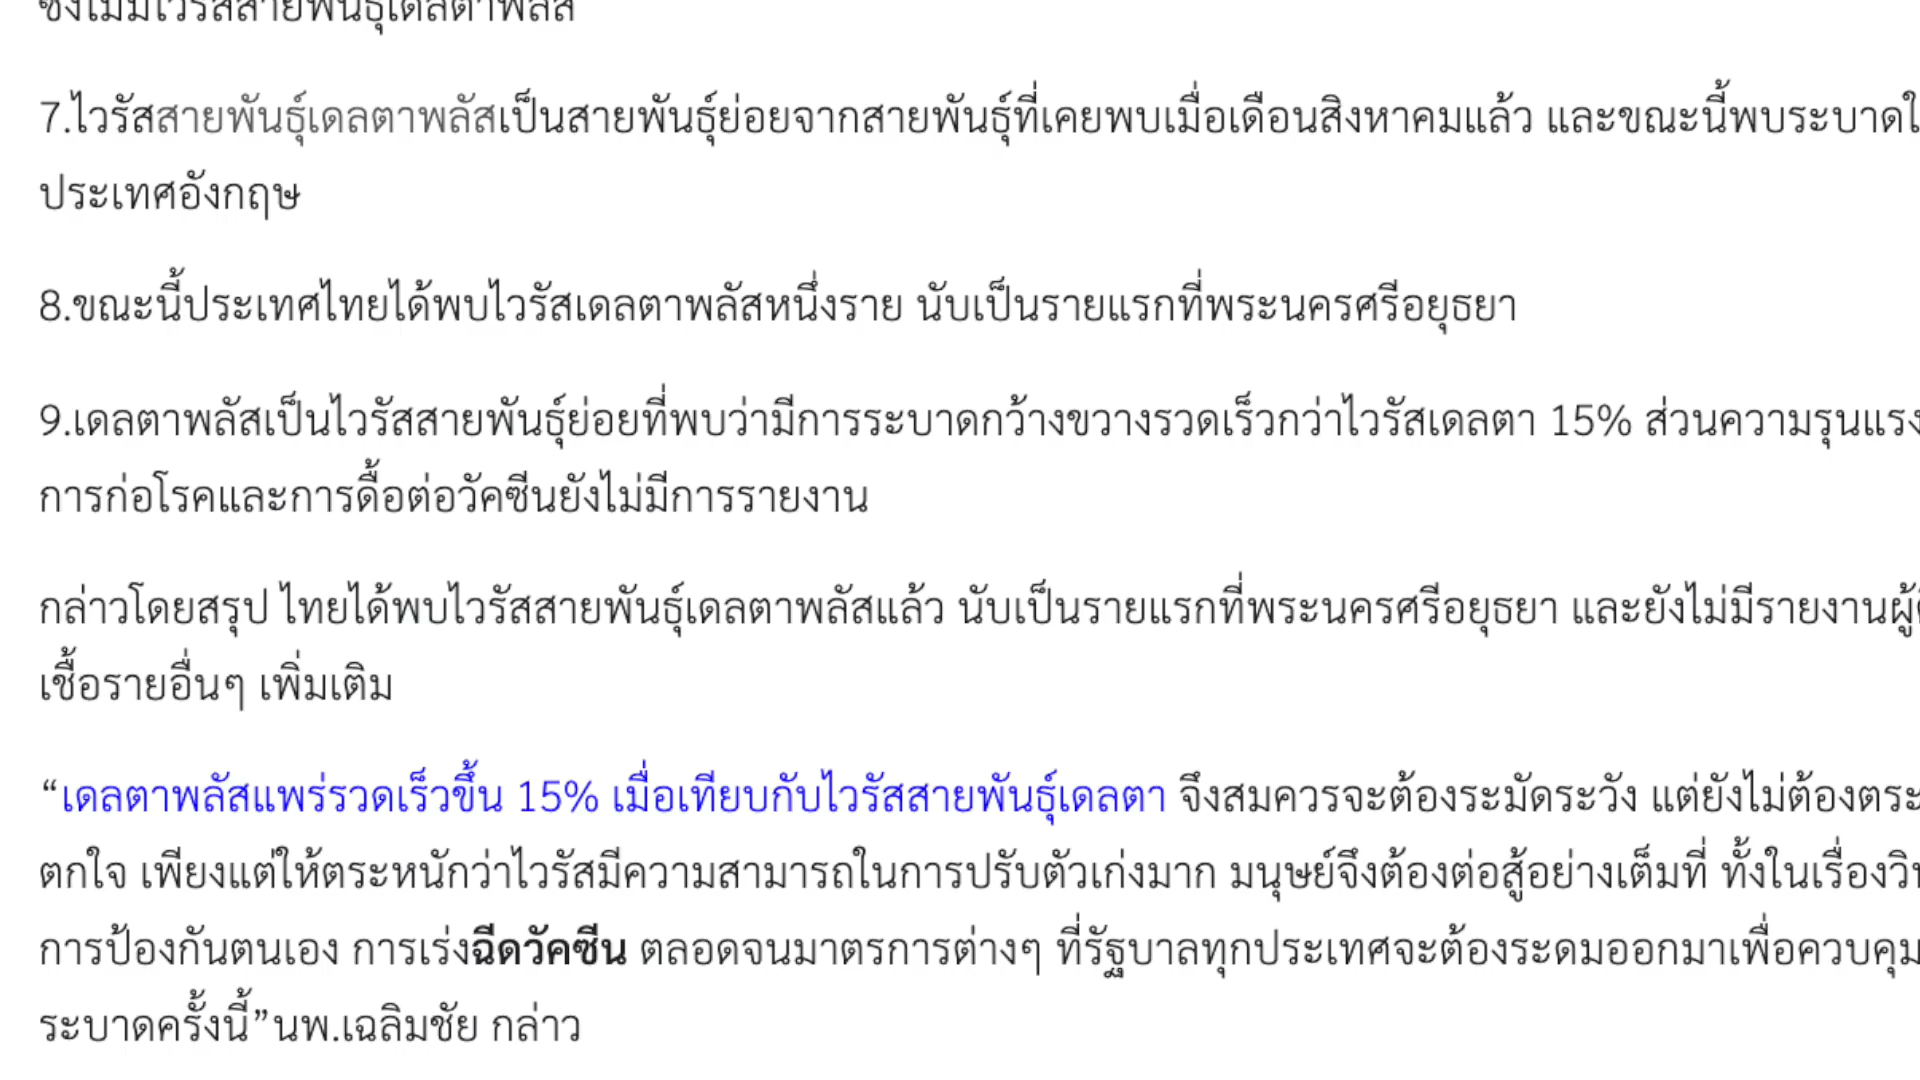 ซึ่งไม่มีไวรัสสายพันธุ์เดลตาพลัส
7.ไวรัสสายพันธุ์เดลตาพลัสเป็นสายพันธุ์ย่อยจากสายพันธุ์ที่เคยพบเมื่อเดือนสิงหาคมแล้ว และขณะนี้พบระบาดใ
ประเทศอังกฤษ
8.ขณะนี้ประเทศไทยได้พบไวรัสเดลตาพลัสหนึ่งราย นับเป็นรายแรกที่พระนครศรีอยุธยา
9.เดลตาพลัสเป็นไวรัสสายพันธุ์ย่อยที่พบว่ามีการระบาดกว้างขวางรวดเร็วกว่าไวรัสเดลตา 15% ส่วนความรุนแรง
การก่อโรคและการดื้อต่อวัคซีนยังไม่มีการรายงาน
กล่าวโดยสรุป ไทยได้พบไวรัสสายพันธุ์เดลตาพลัสแล้ว นับเป็นรายแรกที่พระนครศรีอยุธยา และยังไม่มีรายงานผู้
เชื้อรายอื่นๆ เพิ่มเติม
“เดลตาพลัสแพร่รวดเร็วขึ้น 15% เมื่อเทียบกับไวรัสสายพันธุ์เดลตา จึงสมควรจะต้องระมัดระวัง แต่ยังไม่ต้องตระ
ตกใจ เพียงแต่ให้ตระหนักว่าไวรัสมีความสามารถในการปรับตัวเก่งมาก มนุษย์จึงต้องต่อสู้อย่างเต็มที่ ทั้งในเรื่องวิ
การป้องกันตนเอง การเร่งฉีดวัคซีน ตลอดจนมาตรการต่างๆ ที่รัฐบาลทุกประเทศจะต้องระดมออกมาเพื่อควบคุม
ระบาดครั้งนี้”นพ.เฉลิมชัย กล่าว